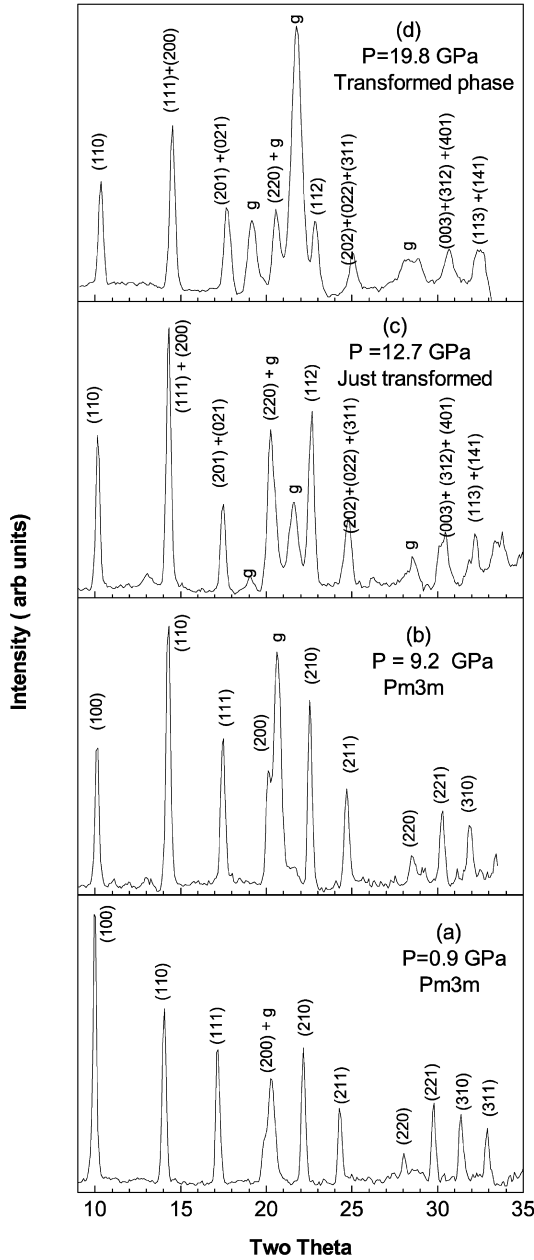 (d)
P=19.8 GPa
Transformed phase
(110)
(111)+(200)
(201) +(021)
g
(220) + g
g
(112)
(202)+(022)+(311)
g
(003)+(312) +(401)
(113) +(141)
(c)
P =12.7 GPa
Just transformed
(110)
(111) + (200)
(201) +(021)
g
(220) + g
g
(112)
(202)+(022) +(311)
g
(003)+ (312)+ (401)
(113) +(141)
(b)
P = 9.2 GPa
Pm3m
(100)
(110)
(111)
(200)
g
(210)
(211)
(220)
(221)
(310)
(a)
P=0.9 GPa
Pm3m
(100)
(110)
(111)
(200) + g
(210)
(211)
(220)
(221)
(310)
(311)
Intensity ( arb units)
10 15 20 25 30 35
Two Theta